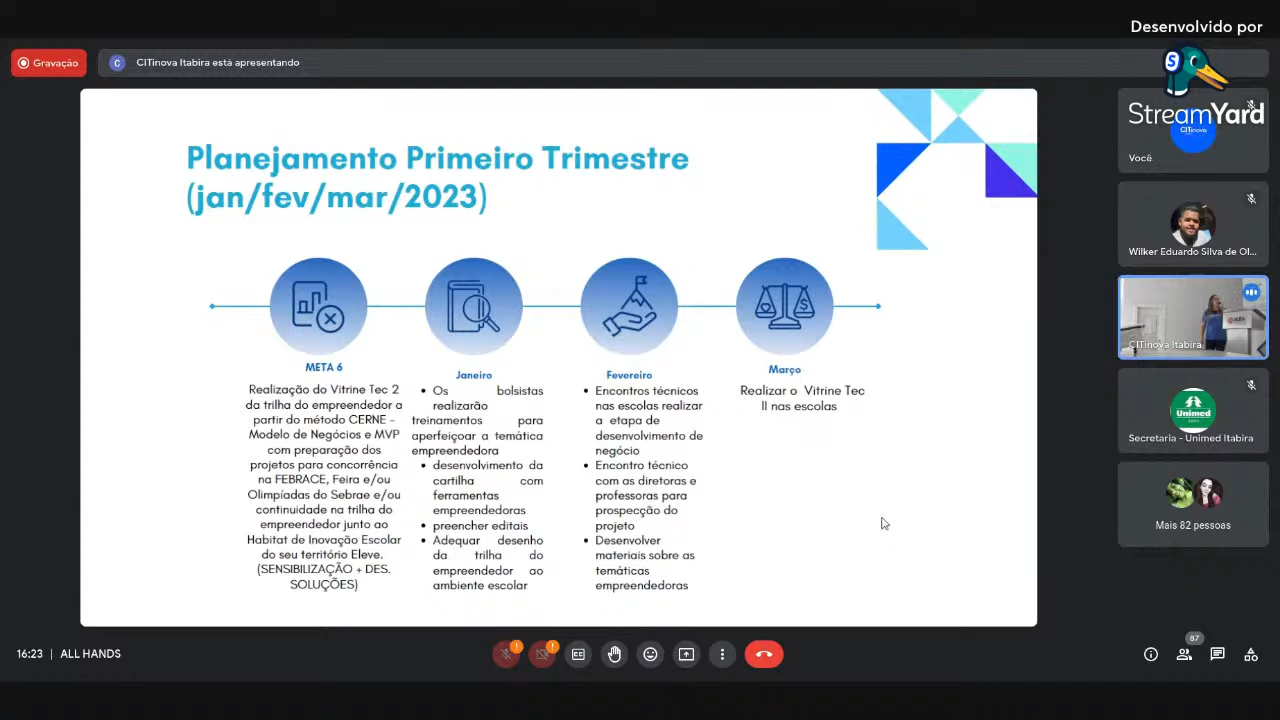 Desenvolvido por
StreamYard
Gravação
C
CITinova Itabira está apresentando
Planejamento Primeiro Trimestre
(jan/fev/mar/2023)
META 6
Realização do Vitrine Tec 2
da trilha do empreendedor a
partir do método CERNE -
Modelo de Negócios e MVP
com preparação dos
projetos para concorrência
na FEBRACE, Feira e/ou
Olimpíadas do Sebrae e/ou
continuidade na trilha do
empreendedor junto ao
Habitat de Inovação Escolar
do seu território Eleve.
(SENSIBILIZAÇÃO + DES.
SOLUÇÕES)
Janeiro
• Os bolsistas
realizarão
treinamentos para
aperfeiçoar a temática
empreendedora
• desenvolvimento da
cartilha com
ferramentas
empreendedoras
• preencher editais
• Adequar desenho
da trilha do
empreendedor ao
ambiente escolar
Fevereiro
• Encontros técnicos
nas escolas realizar
a etapa de
desenvolvimento de
negócio
• Encontro técnico
com as diretoras e
professoras para
prospecção do
projeto
• Desenvolver
materiais sobre as
temáticas
empreendedoras
Março
Realizar o Vitrine Tec
II nas escolas
CITinova
Você
Wilker Eduardo Silva de Ol...
CITinova Itabira
Unimed
Secretaria - Unimed Itabira
Mais 82 pessoas
16:23 | ALL HANDS
87